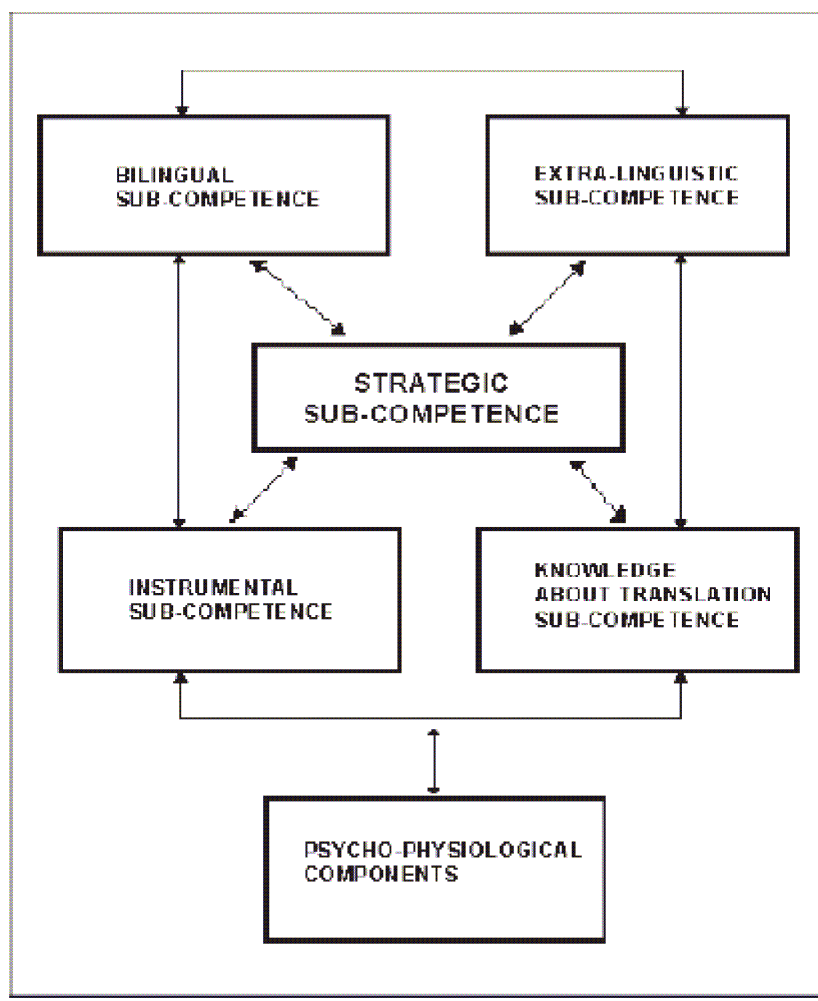 BILINGUAL
SUB-COMPETENCE
EXTRA-LINGUISTIC
SUB-COMPETENCE
STRATEGIC
SUB-COMPETENCE
INSTRUMENTAL
SUB-COMPETENCE
KNOWLEDGE
ABOUT TRANSLATION
SUB-COMPETENCE
PSYCHO-PHYSIOLOGICAL
COMPONENTS